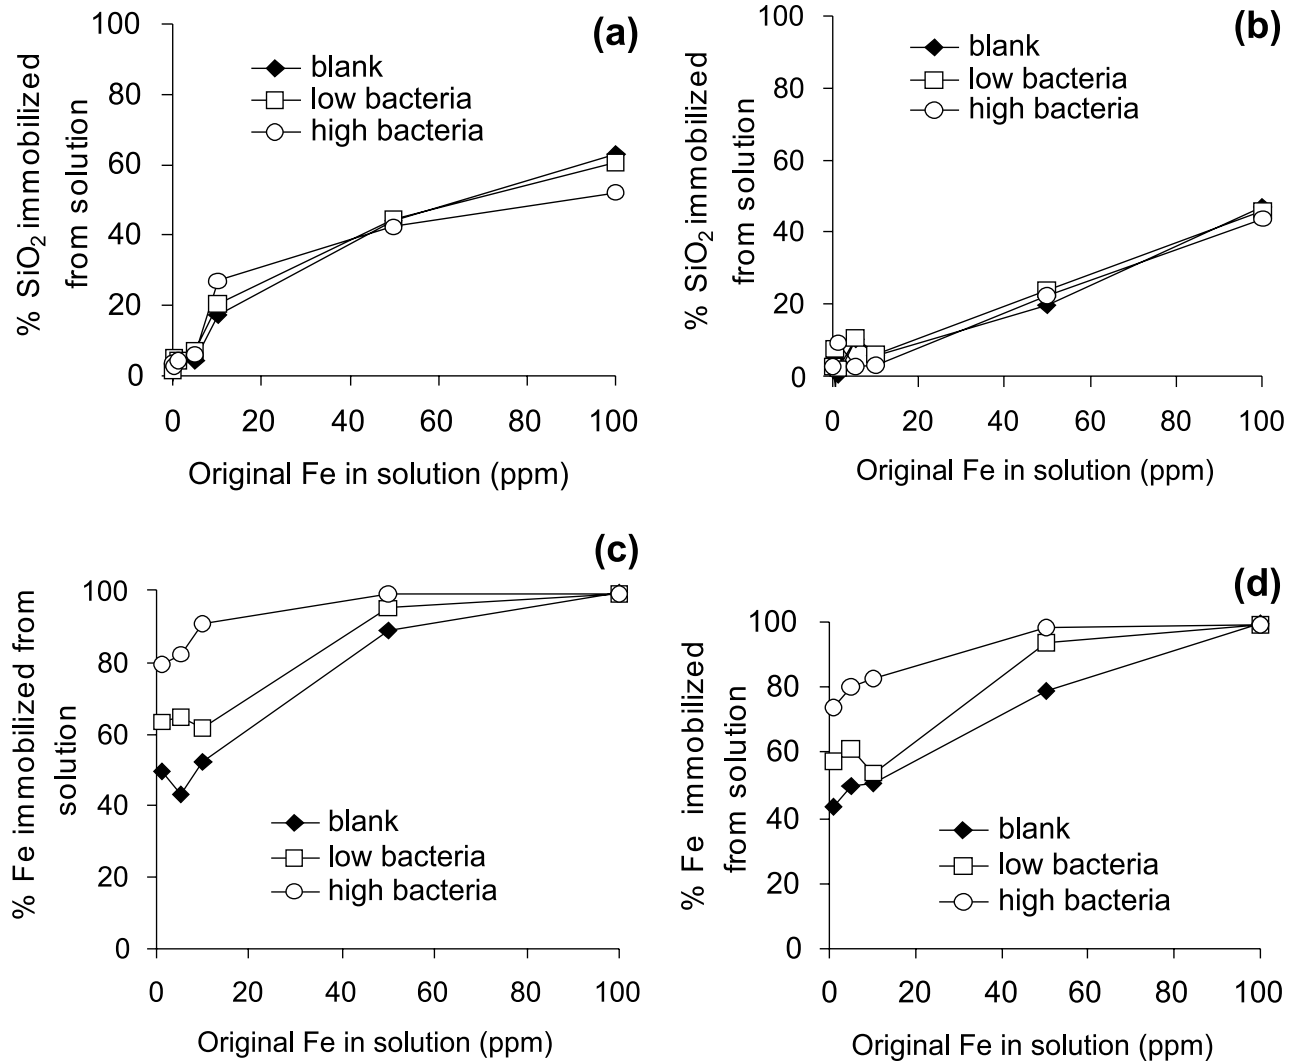 (a)
% SiO2 immobilized
from solution
100
80
60
40
20
0
blank
low bacteria
high bacteria
0 20 40 60 80 100
Original Fe in solution (ppm)
(b)
% SiO2 immobilized
from solution
100
80
60
40
20
0
blank
low bacteria
high bacteria
0 20 40 60 80 100
Original Fe in solution (ppm)
(c)
% Fe immobilized from
solution
100
80
60
40
20
0
blank
low bacteria
high bacteria
0 20 40 60 80 100
Original Fe in solution (ppm)
(d)
% Fe immobilized
from solution
100
80
60
40
20
0
blank
low bacteria
high bacteria
0 20 40 60 80 100
Original Fe in solution (ppm)